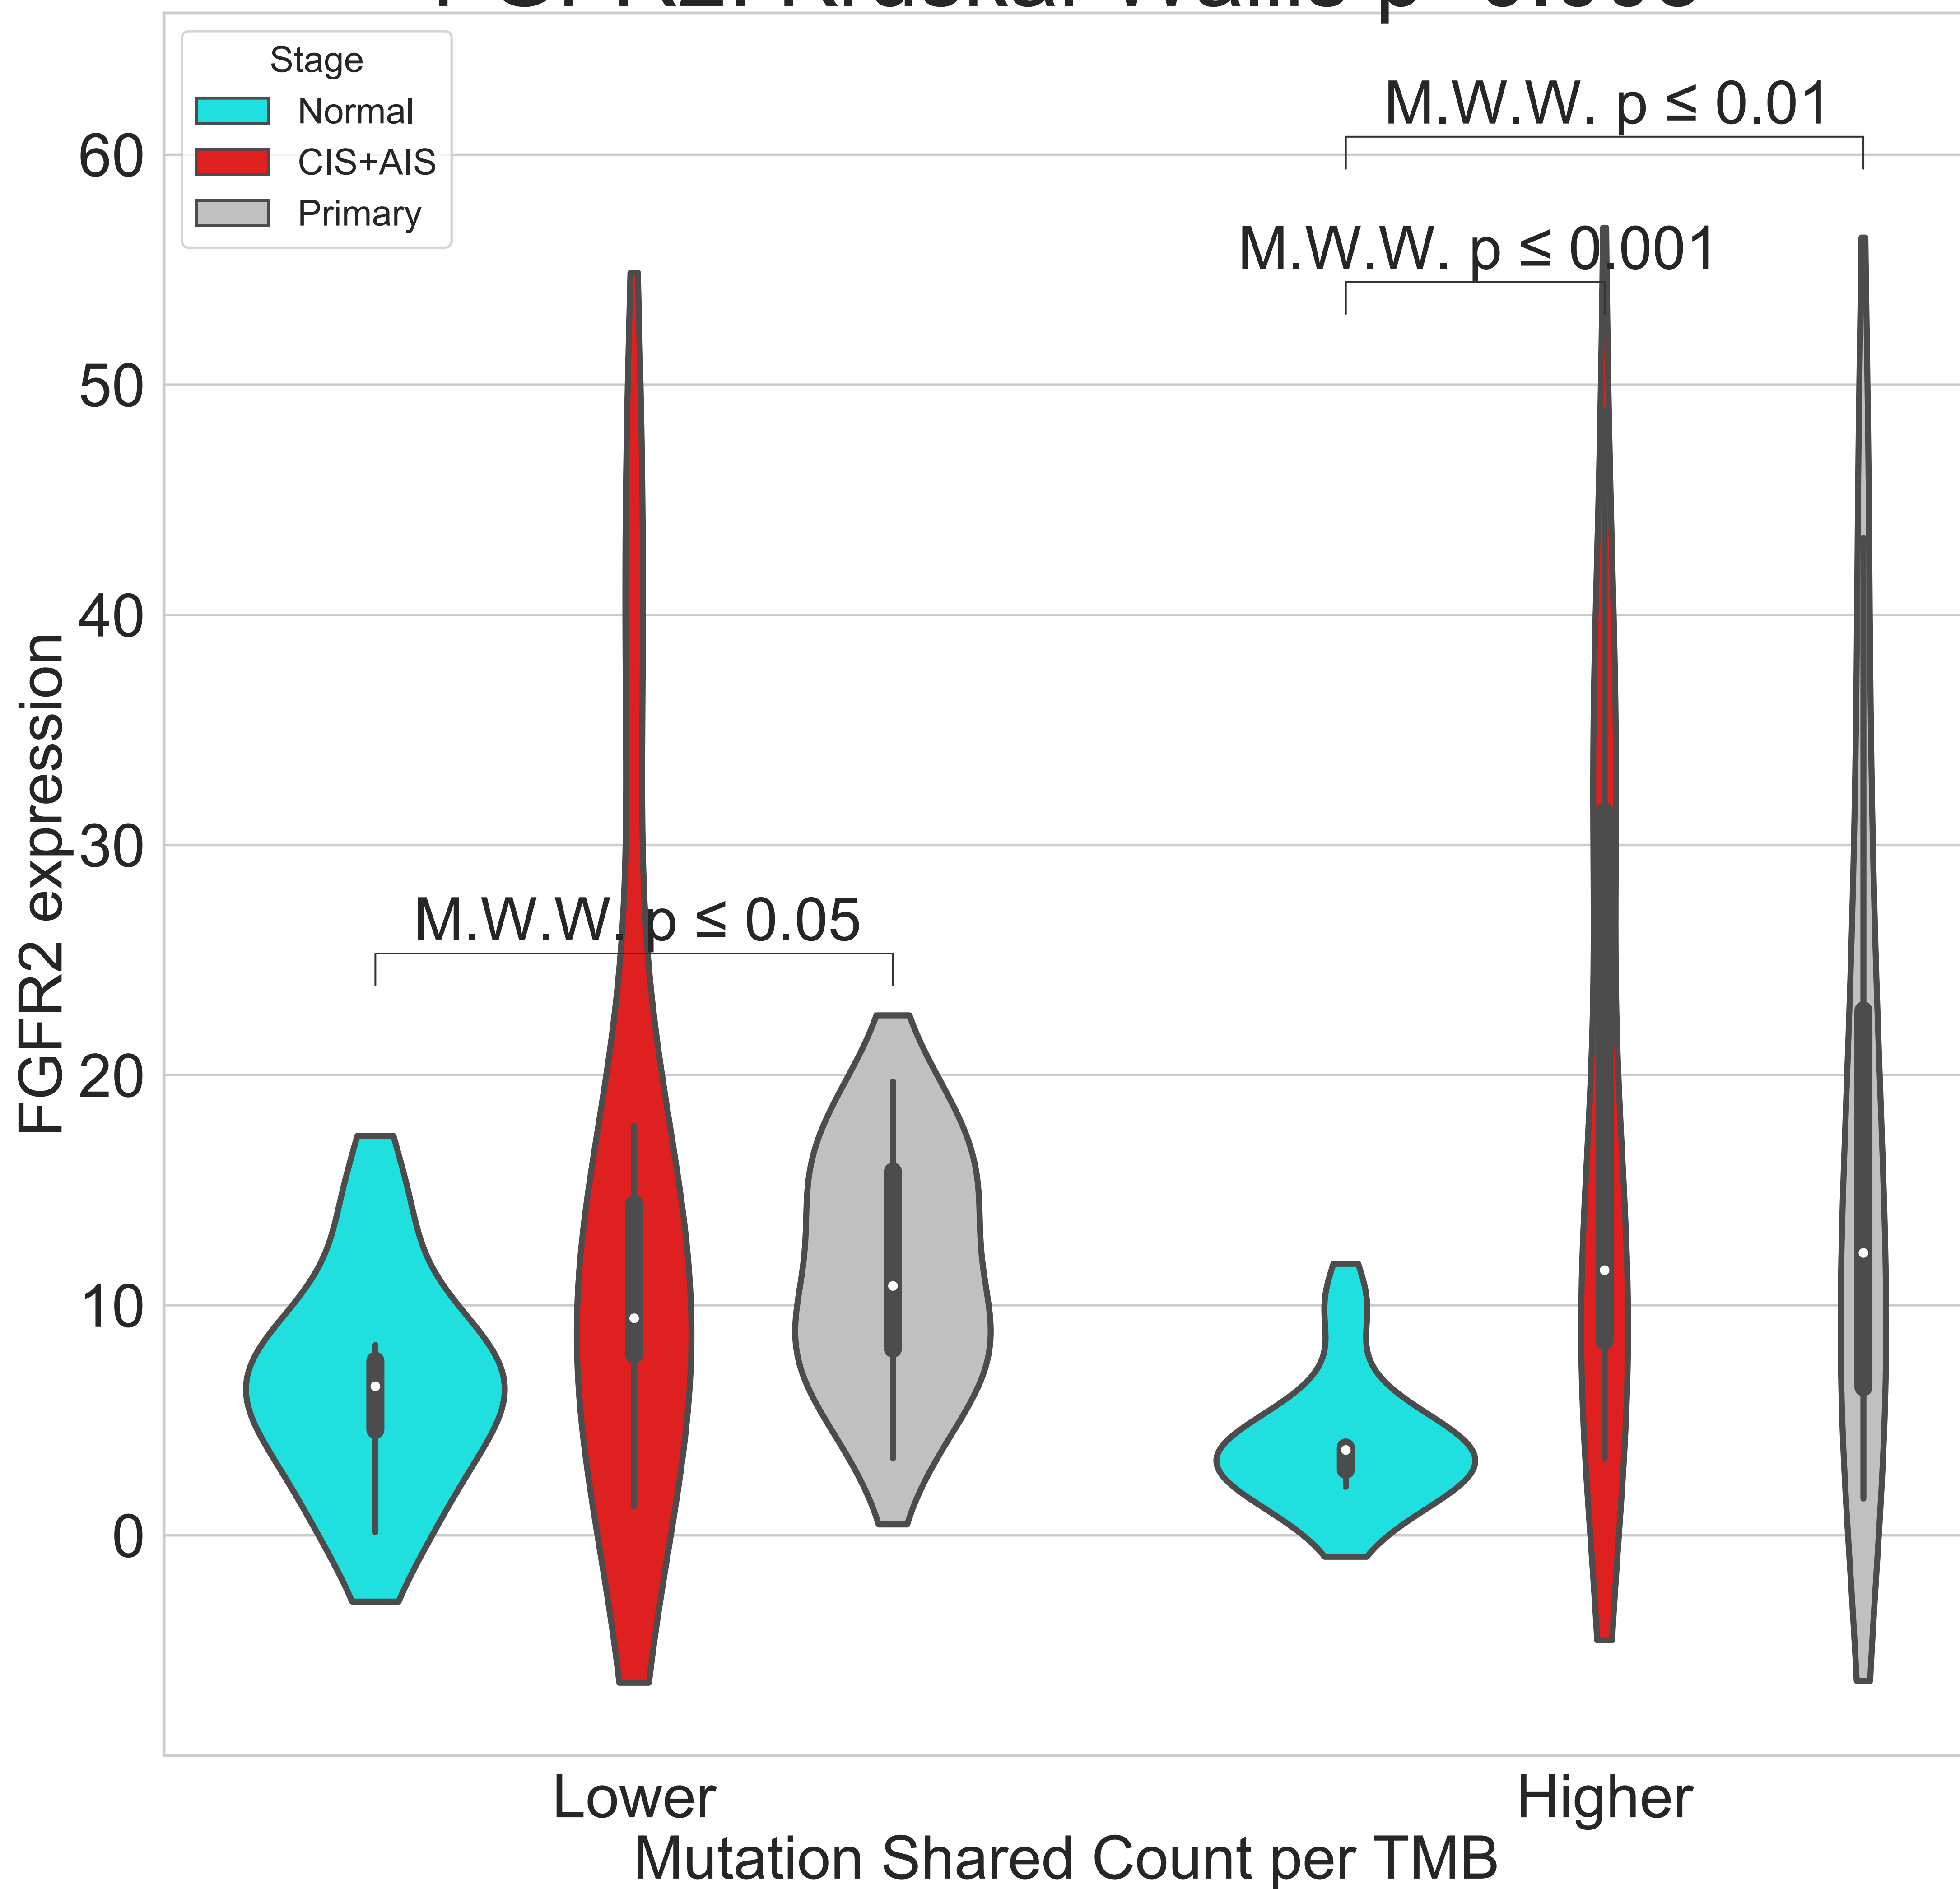 Stage
Normal
CIS+AIS
Primary
M.W.W. p ≤ 0.01
M.W.W. p ≤ 0.001
M.W.W. p ≤ 0.05
60
50
40
30
20
10
0
FGFR2 expression
Lower
Higher
Mutation Shared Count per TMB